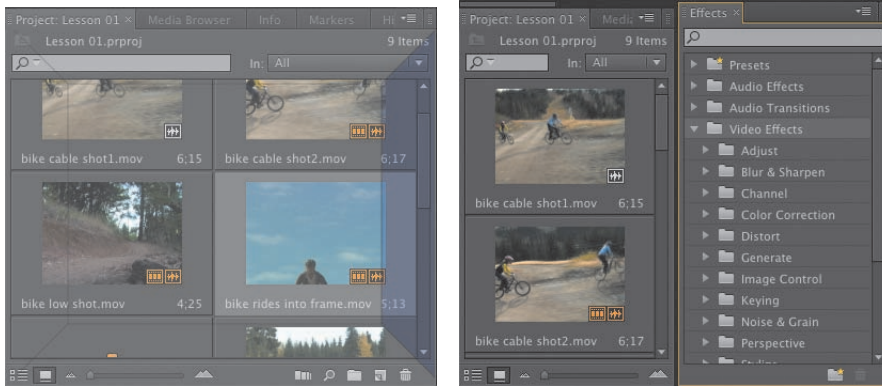 Project: Lesson 01 × Media Browser Info Markers Hi
Lesson 01.prproj 9 Items
In: All
bike cable shot1.mov 6;15
bike cable shot2.mov 6;17
bike low shot.mov 4;25
bike rides into frame.mov 5;13
Project: Lesson 01 × Media
Lesson 01.prproj 9 Items
In: All
bike cable shot1.mov 6;15
bike cable shot2.mov 6;17
Effects ×
Presets
Audio Effects
Audio Transitions
Video Effects
Adjust
Blur & Sharpen
Channel
Color Correction
Distort
Generate
Image Control
Keying
Noise & Grain
Perspective